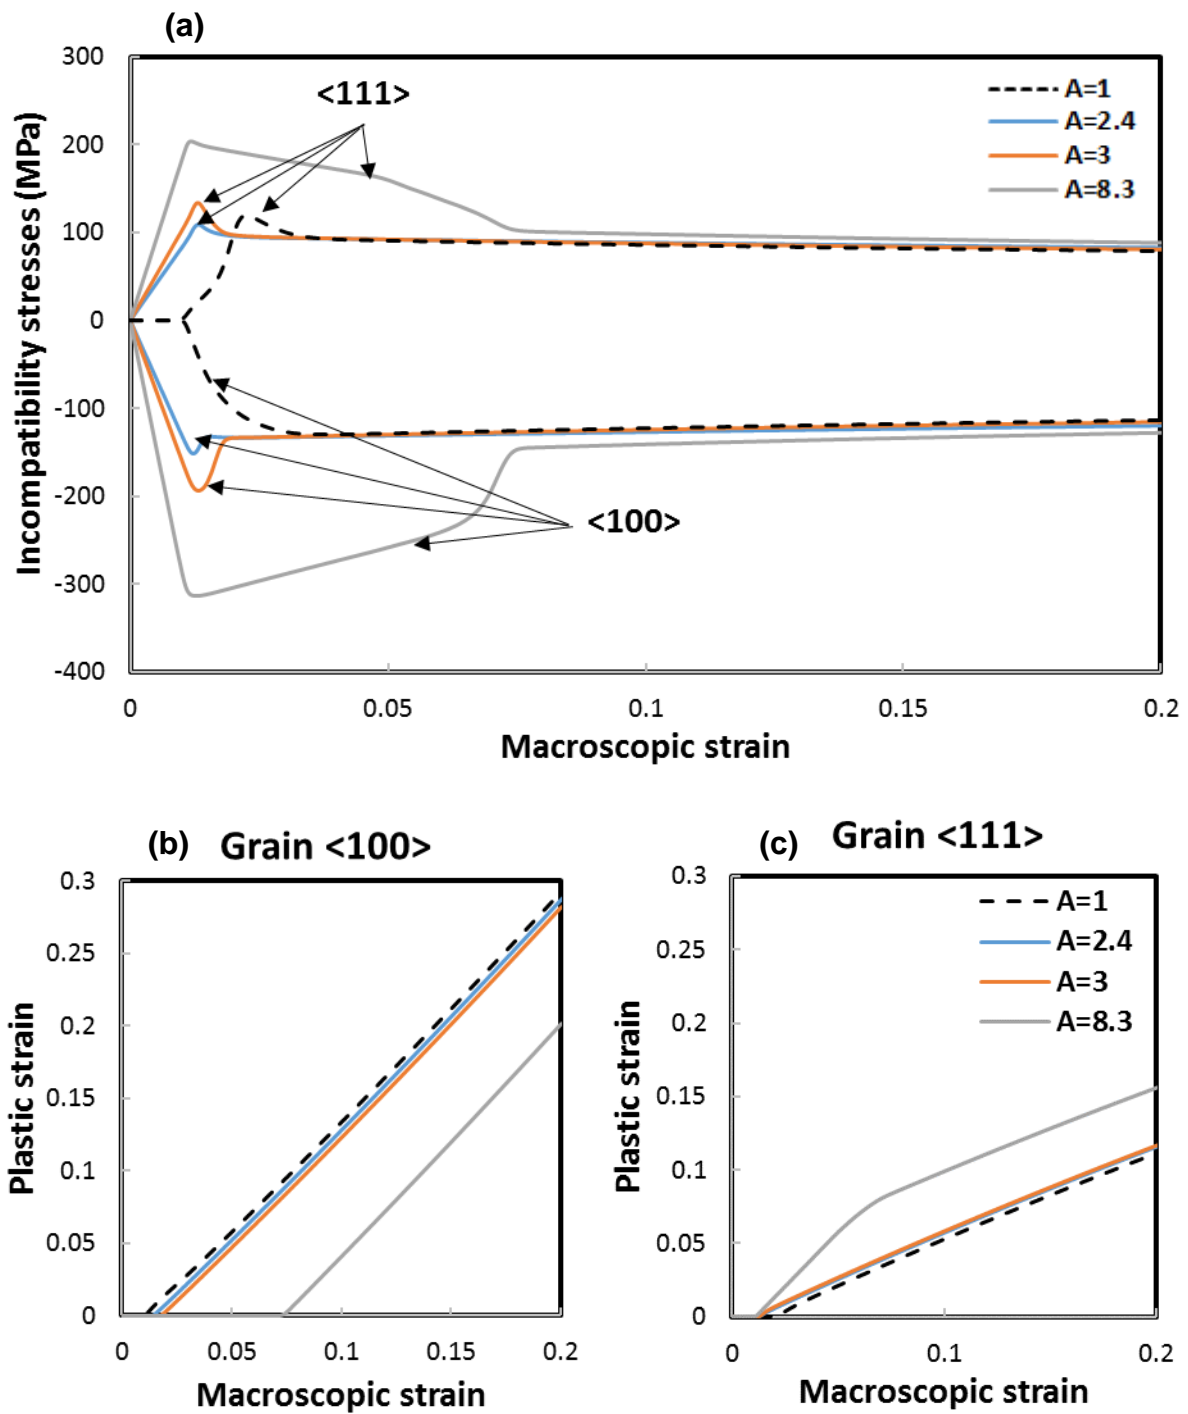 (a)
300
200
100
0
-100
-200
-300
-400
Incompatibility stresses (MPa)
<111>
<100>
A=1
A=2.4
A=3
A=8.3
0
0.05
0.1
0.15
0.2
Macroscopic strain
(b) Grain <100>
0.3
0.25
0.2
0.15
0.1
0.05
0
Plastic strain
0
0.05
0.1
0.15
0.2
Macroscopic strain
(c) Grain <111>
0.3
0.25
0.2
0.15
0.1
0.05
0
Plastic strain
A=1
A=2.4
A=3
A=8.3
0
0.1
0.2
Macroscopic strain